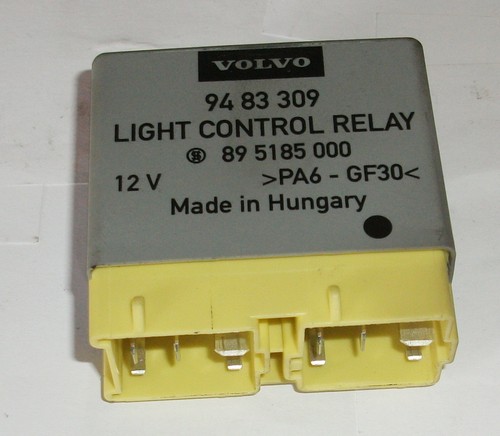 VOLVO
94 83 309
LIGHT CONTROL RELAY
89 5185 000
12 V >PA6 - GF30<
Made in Hungary